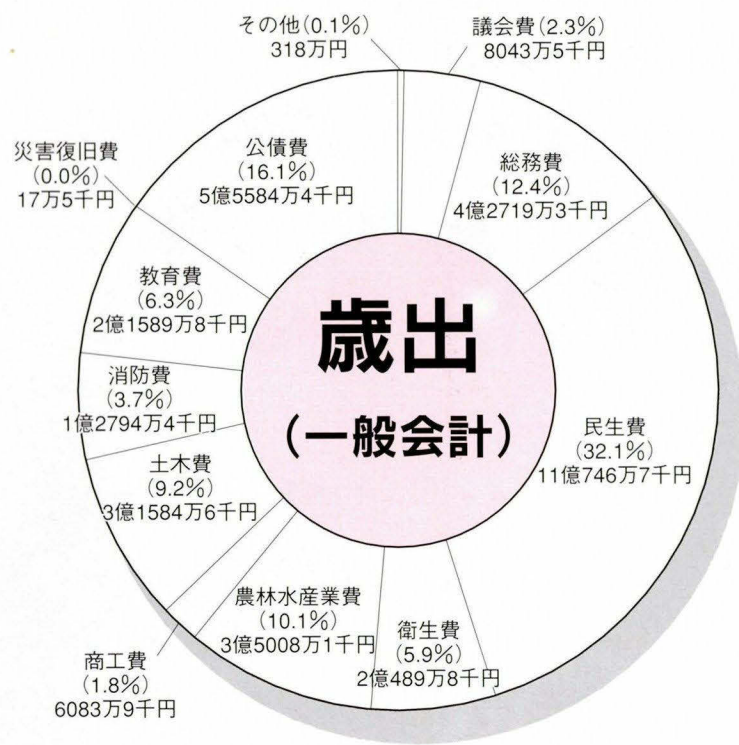 その他(0.1%)
318万円
議会費(2.3%)
8043万5千円
総務費
(12.4%)
4億2719万3千円
民生費
(32.1%)
11億746万7千円
衛生費
(5.9%)
2億489万8千円
農林水産業費
(10.1%)
3億5008万1千円
商工費
(1.8%)
6083万9千円
土木費
(9.2%)
3億1584万6千円
消防費
(3.7%)
1億2794万4千円
教育費
(6.3%)
2億1589万8千円
災害復旧費
(0.0%)
17万5千円
公債費
(16.1%)
5億5584万4千円
歳出
(一般会計)